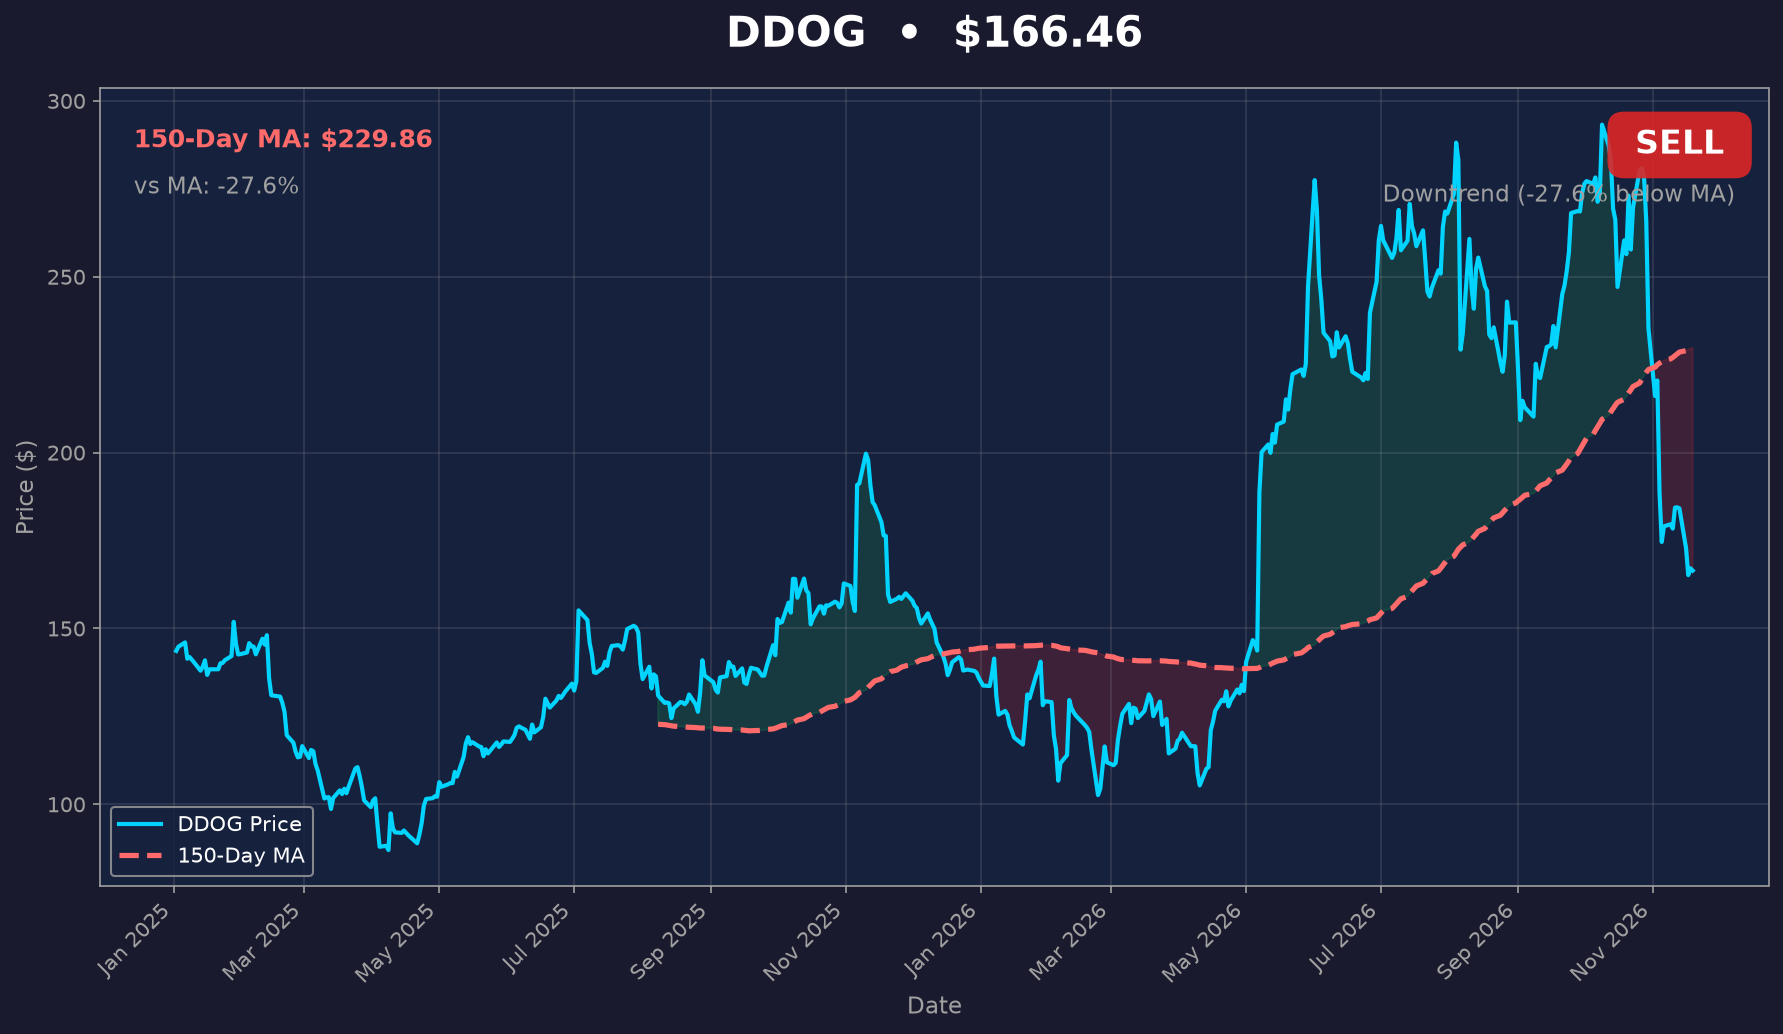 DDOG • $166.46
300
250
200
150
100
Price ($)
150-Day MA: $229.86
vs MA: -27.6%
SELL
Downtrend (-27.6% below MA)
DDOG Price
150-Day MA
Jan 2025
Mar 2025
May 2025
Jul 2025
Sep 2025
Nov 2025
Jan 2026
Mar 2026
May 2026
Jul 2026
Sep 2026
Nov 2026
Date